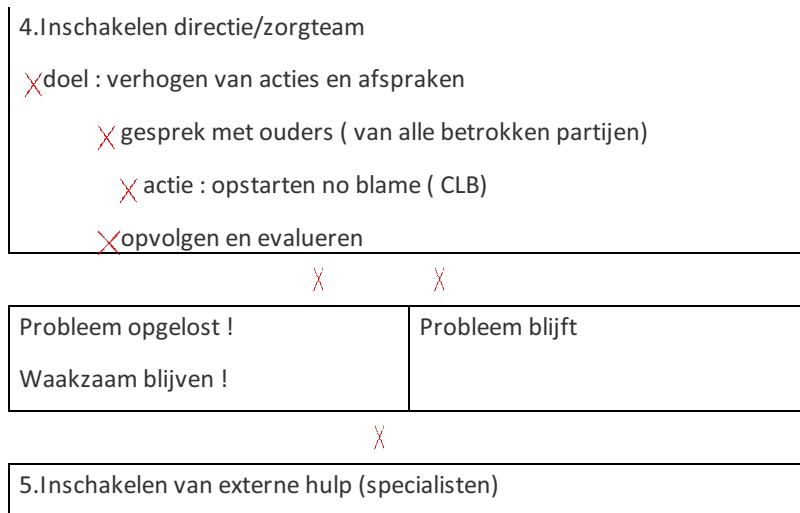 4.Inschakelen directie/zorgteam
doel : verhogen van acties en afspraken
gesprek met ouders ( van alle betrokken partijen)
actie : opstarten no blame ( CLB)
opvolgen en evalueren
Probleem opgelost !
Waakzaam blijven !
Probleem blijft
5.Inschakelen van externe hulp (specialisten)